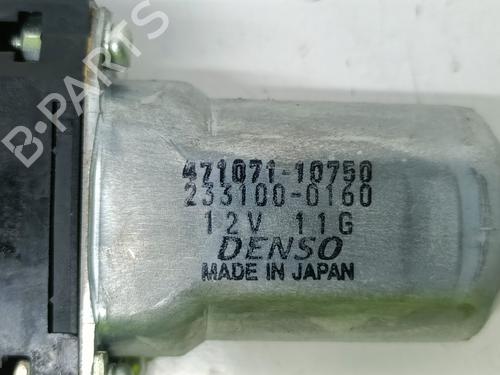 B-PARTS
471071-10750
233100-0160
12V 11G
DENSO
MADE IN JAPAN